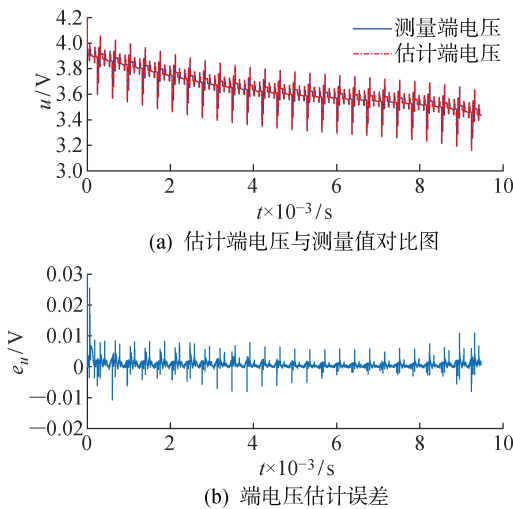 4.2
4.0
3.8
3.6
3.4
3.2
3.0
u/V
测量端电压
估计端电压
0 2 4 6 8 10
t×10⁻³/s
(a) 估计端电压与测量值对比图
0.03
0.02
0.01
0
−0.01
−0.02
eᵤ/V
0 2 4 6 8 10
t×10⁻³/s
(b) 端电压估计误差